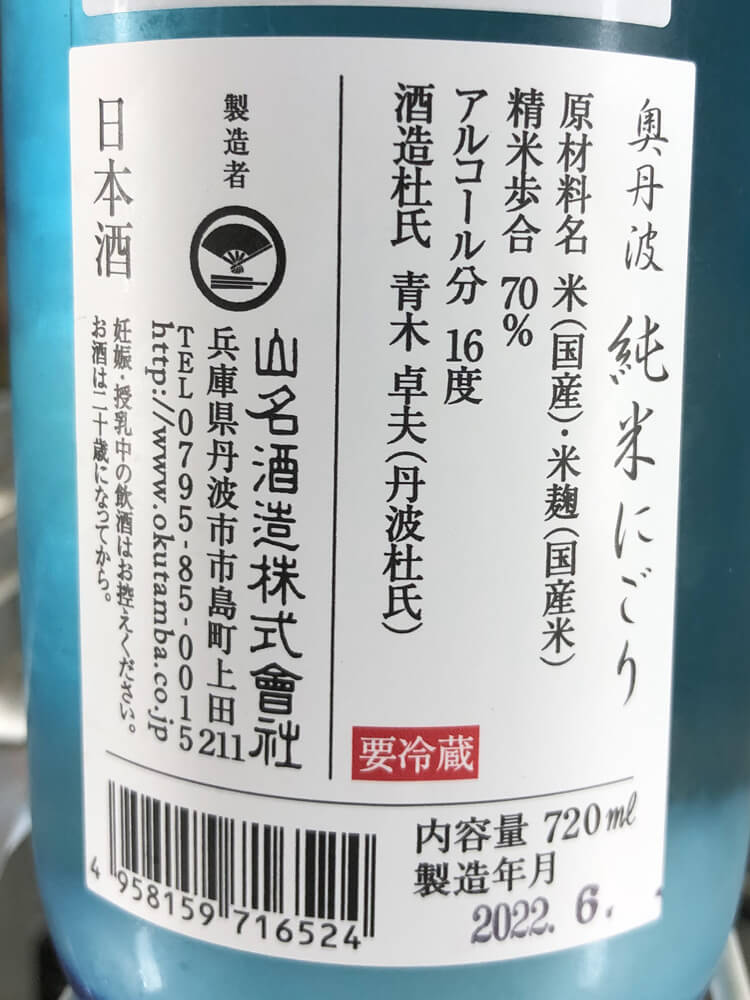 奥丹波 純米にごり
原材料名 米(国産)・米麹(国産米)
精米歩合 70%
アルコール分 16度
酒造杜氏 青木 卓夫(丹波杜氏)
要冷蔵
製造者
山名酒造株式會社
兵庫県丹波市市島町上田211
TEL0795-85-0015
http://www.okutamba.co.jp
日本酒
妊娠・授乳中の飲酒はお控えください。
お酒は二十歳になってから。
内容量 720ml
製造年月
2022. 6.
4 958159 716524